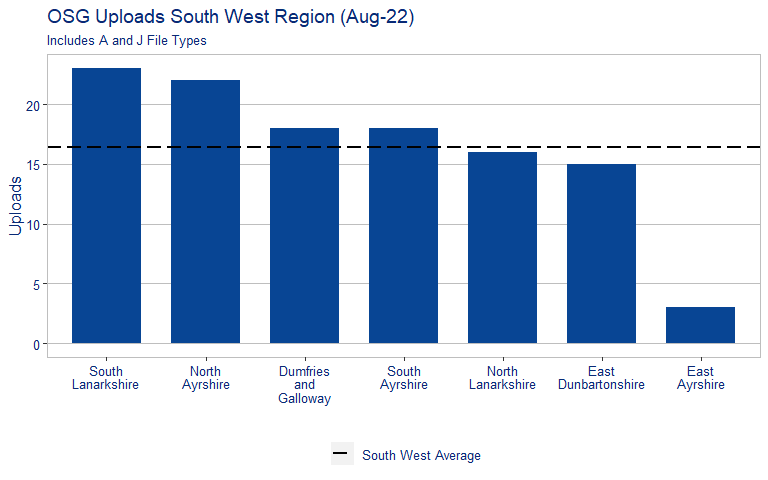 OSG Uploads South West Region (Aug-22)
Includes A and J File Types
Uploads
20
15
10
5
0
South Lanarkshire
North Ayrshire
Dumfries and Galloway
South Ayrshire
North Lanarkshire
East Dunbartonshire
East Ayrshire
South West Average